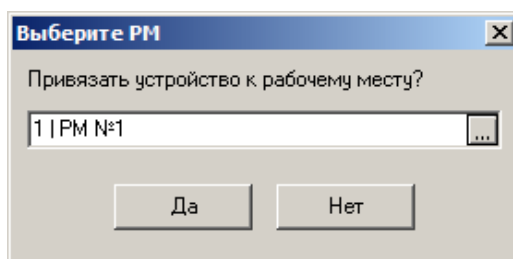 Выберите РМ
Привязать устройство к рабочему месту?
1 | РМ №1
...
Да
Нет